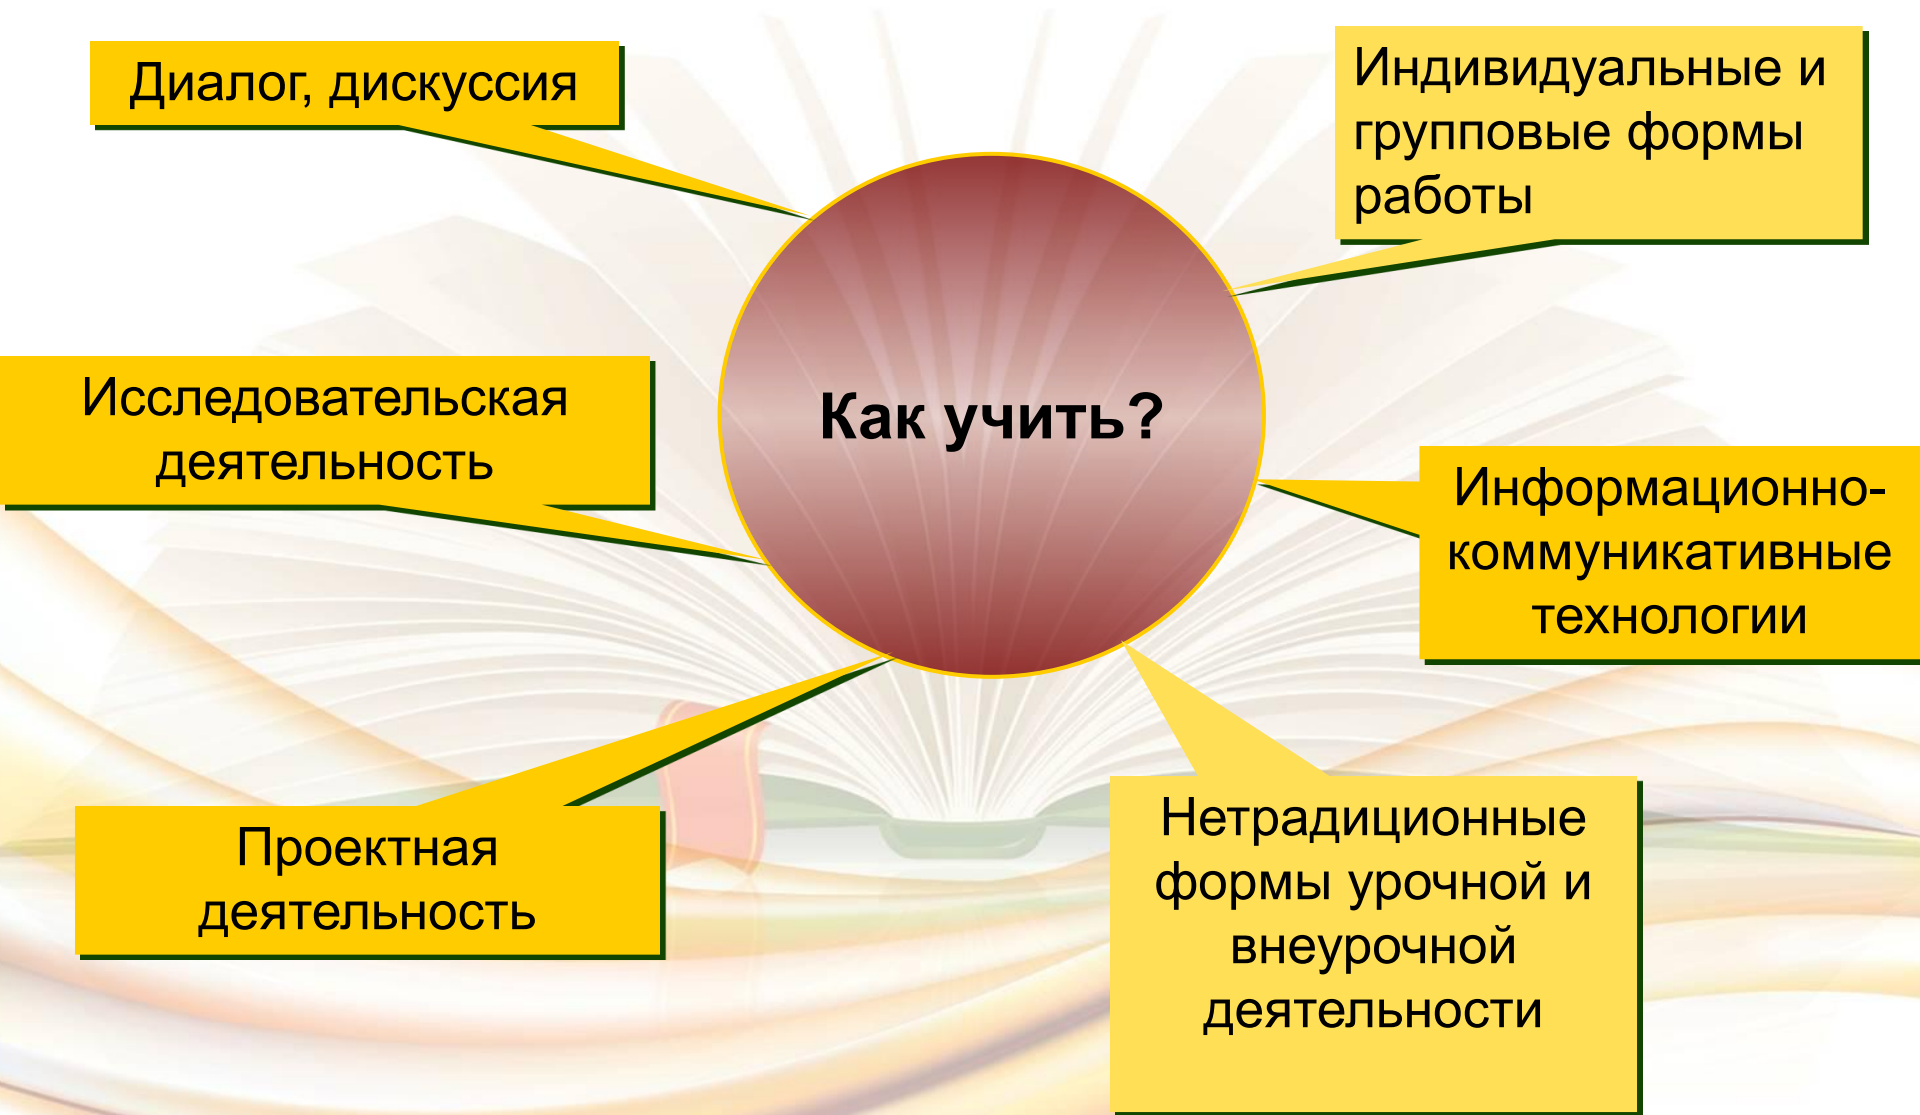 Диалог, дискуссия
Индивидуальные и
групповые формы
работы
Исследовательская
деятельность
Как учить?
Информационно-
коммуникативные
технологии
Проектная
деятельность
Нетрадиционные
формы урочной и
внеурочной
деятельности